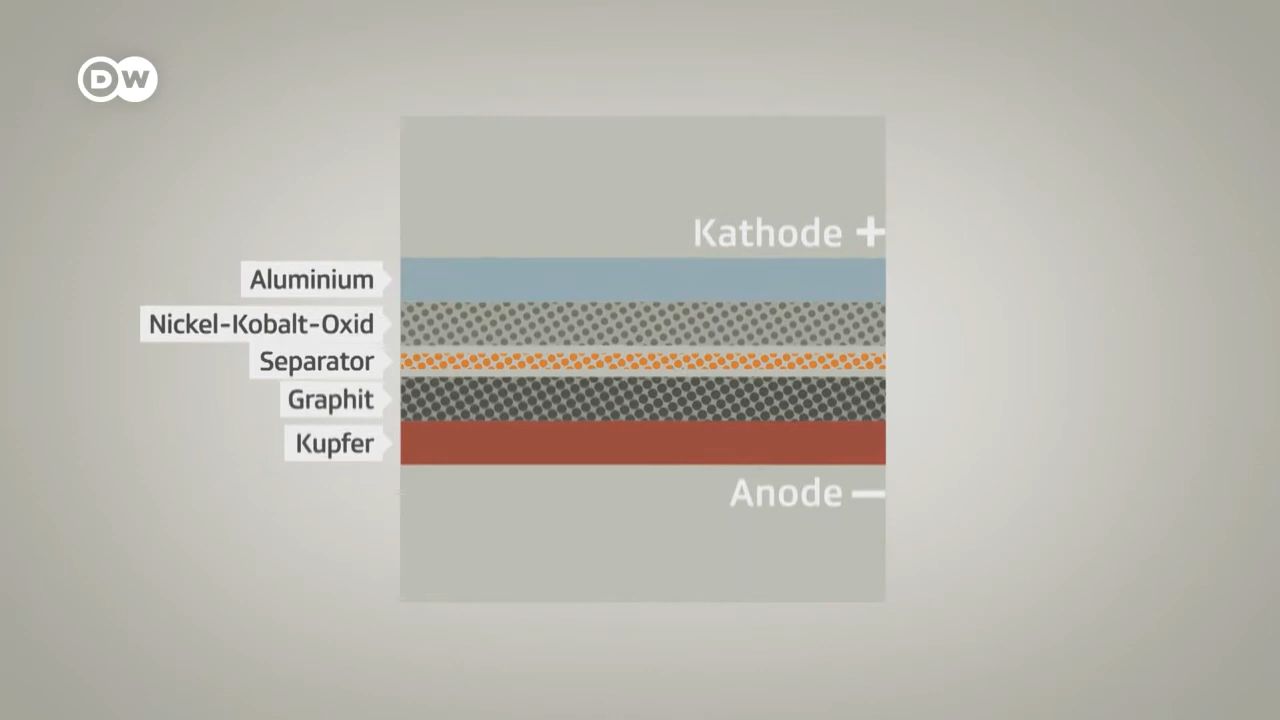 DW
Kathode +
Aluminium
Nickel-Kobalt-Oxid
Separator
Graphit
Kupfer
Anode –